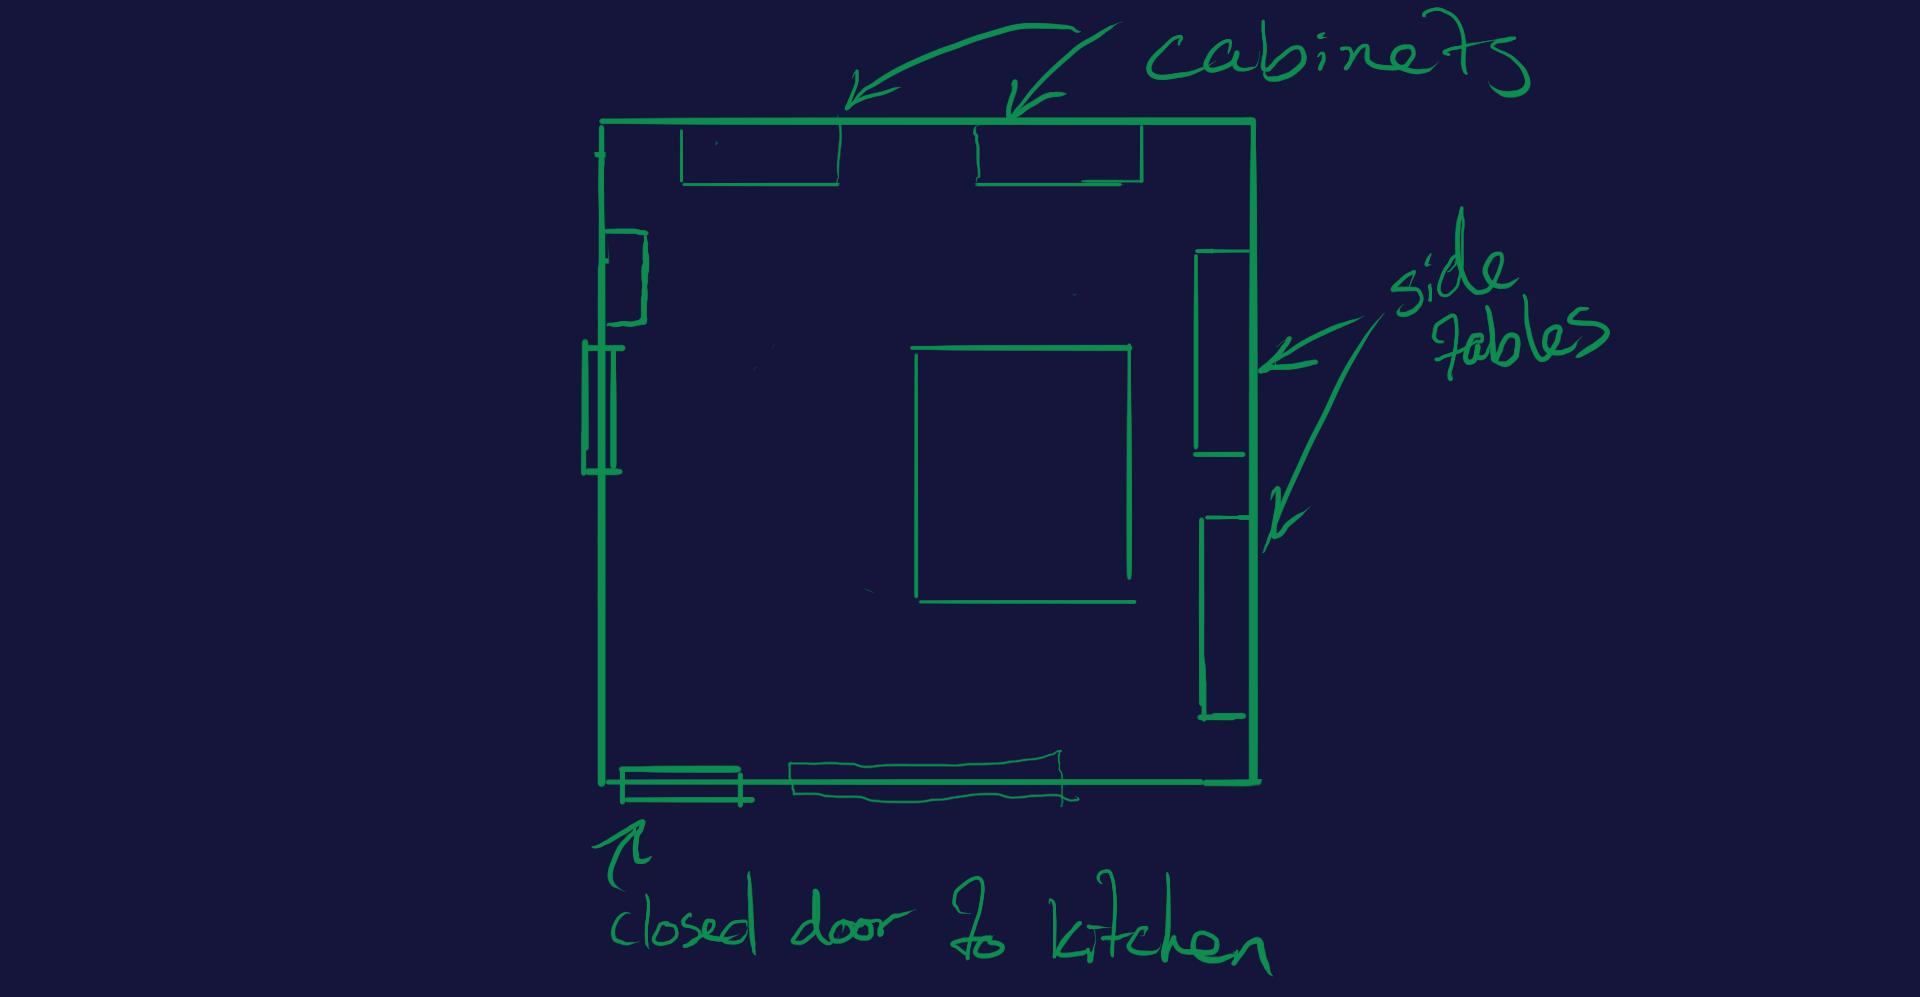 cabinets
side
tables
closed door to kitchen